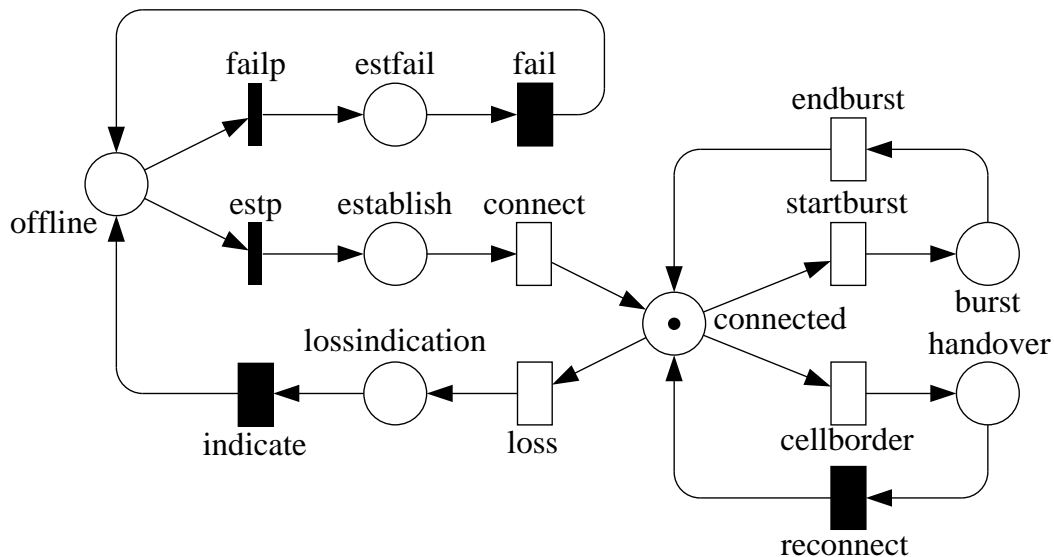 failp
estfail
fail
endburst
offline
estp
establish
connect
startburst
burst
connected
lossindication
handover
indicate
loss
cellborder
reconnect